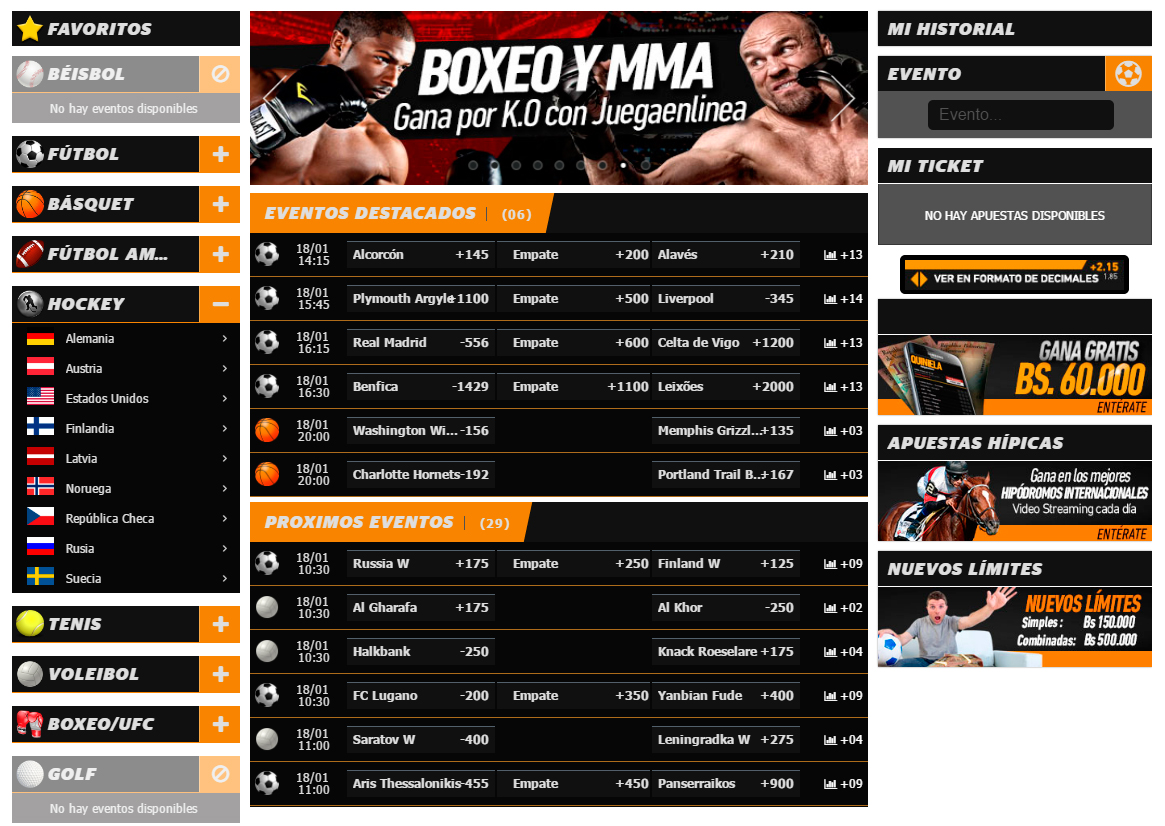 FAVORITOS
BÉISBOL
No hay eventos disponibles
FÚTBOL
BÁSQUET
FÚTBOL AM...
HOCKEY
Alemania
Austria
Estados Unidos
Finlandia
Latvia
Noruega
República Checa
Rusia
Suecia
TENIS
VOLEIBOL
BOXEO/UFC
GOLF
No hay eventos disponibles
BOXEO Y MMA
Gana por K.O con Juegaenlinea
EVERLAST
EVENTOS DESTACADOS | (06)
18/01 14:15 Alcorcón +145 Empate +200 Alavés +210 +13
18/01 15:45 Plymouth Argyle +1100 Empate +500 Liverpool -345 +14
18/01 16:15 Real Madrid -556 Empate +600 Celta de Vigo +1200 +13
18/01 16:30 Benfica -1429 Empate +1100 Leixões +2000 +13
18/01 20:00 Washington Wi... -156 Memphis Grizzl... +135 +03
18/01 20:00 Charlotte Hornets -192 Portland Trail B... +167 +03
PROXIMOS EVENTOS | (29)
18/01 10:30 Russia W +175 Empate +250 Finland W +125 +09
18/01 10:30 Al Gharafa +175 Al Khor -250 +02
18/01 10:30 Halkbank -250 Knack Roeselare +175 +04
18/01 10:30 FC Lugano -200 Empate +350 Yanbian Fude +400 +09
18/01 11:00 Saratov W -400 Leningradka W +275 +04
18/01 11:00 Aris Thessalonikis -455 Empate +450 Panserraikos +900 +09
MI HISTORIAL
EVENTO
Evento...
MI TICKET
NO HAY APUESTAS DISPONIBLES
+2.15
VER EN FORMATO DE DECIMALES 1.85
QUINIELA
GANA GRATIS
BS. 60.000
ENTÉRATE
APUESTAS HÍPICAS
Gana en los mejores
HIPÓDROMOS INTERNACIONALES
Video Streaming cada día
ENTÉRATE
NUEVOS LÍMITES
NUEVOS LÍMITES
Simples : Bs 150.000
Combinadas: Bs 500.000